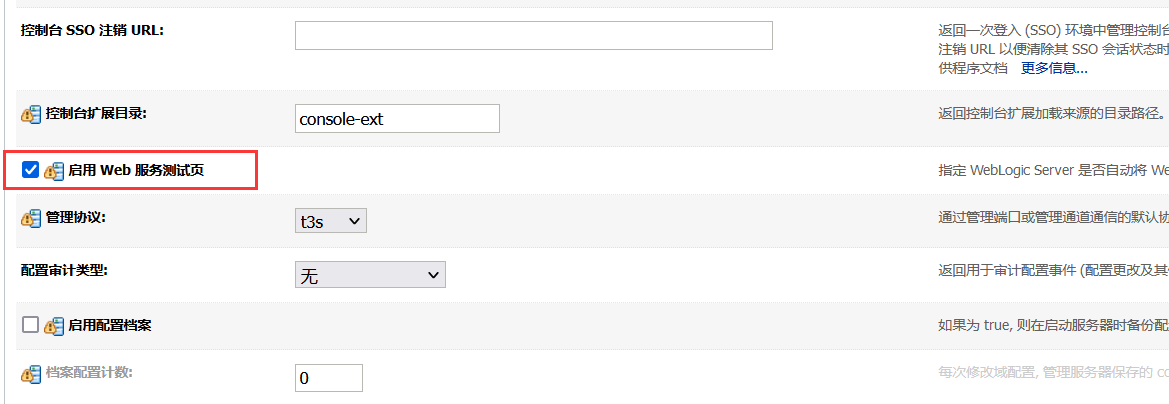 控制台 SSO 注销 URL:
返回一次登入 (SSO) 环境中管理控制台
注销 URL 以便清除其 SSO 会话状态时
供程序文档 更多信息...
控制台扩展目录:
console-ext
返回控制台扩展加载来源的目录路径。
启用 Web 服务测试页
指定 WebLogic Server 是否自动将 We
管理协议:
t3s
通过管理端口或管理通道通信的默认协
配置审计类型:
无
返回用于审计配置事件 (配置更改及其
启用配置档案
如果为 true, 则在启动服务器时备份配
档案配置计数:
0
每次修改域配置, 管理服务器保存的 co